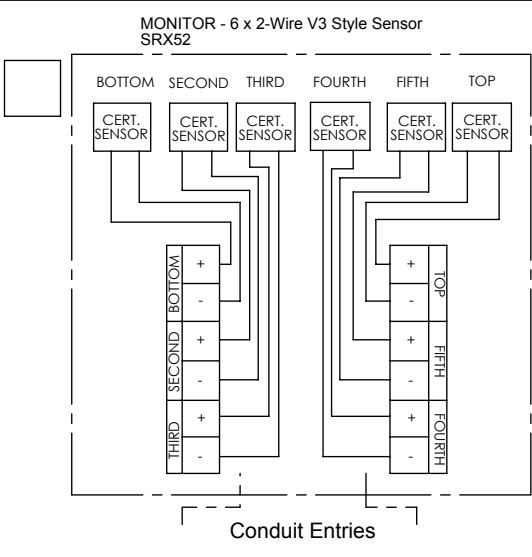 MONITOR - 6 x 2-Wire V3 Style Sensor
SRX52
BOTTOM SECOND THIRD FOURTH FIFTH TOP
CERT. SENSOR
CERT. SENSOR
CERT. SENSOR
CERT. SENSOR
CERT. SENSOR
CERT. SENSOR
BOTTOM
+
-
SECOND
+
-
THIRD
+
-
+
-
TOP
+
-
FIFTH
+
-
FOURTH
Conduit Entries